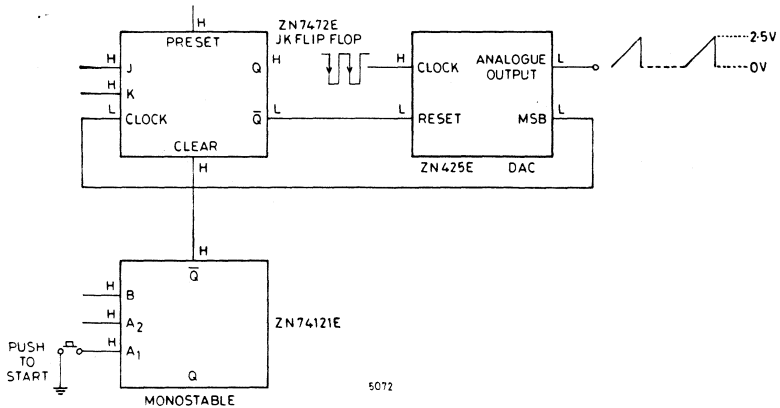 H
ZN7472E
JK FLIP FLOP
PRESET
H
J
Q
H
H
K
L
CLOCK
Q̅
L
CLEAR
H
H
CLOCK
ANALOGUE
OUTPUT
L
L
RESET
MSB
L
ZN425E DAC
2·5V
0V
H
Q̅
H
B
ZN74121E
H
A2
H
A1
PUSH
TO
START
Q
MONOSTABLE
5072